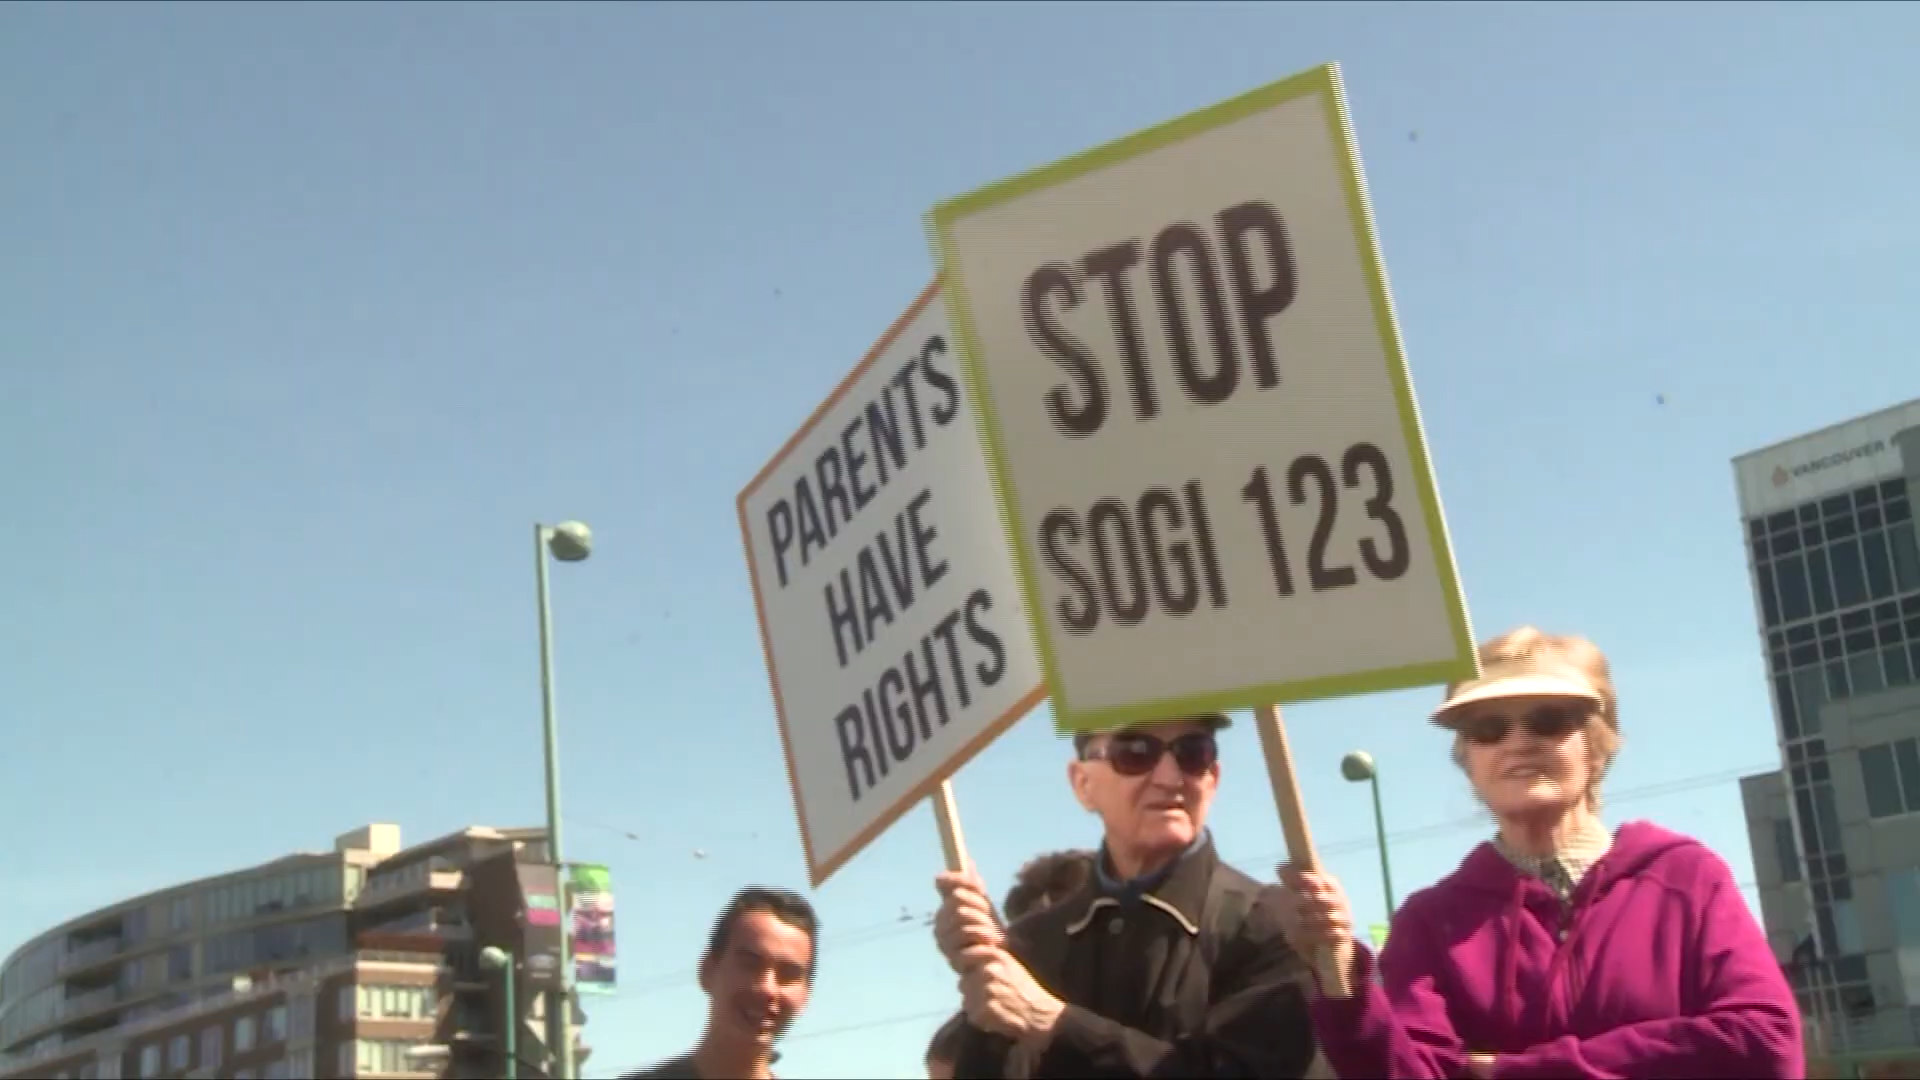 PARENTS
HAVE
RIGHTS
STOP
SOGI 123
VANCOUVER